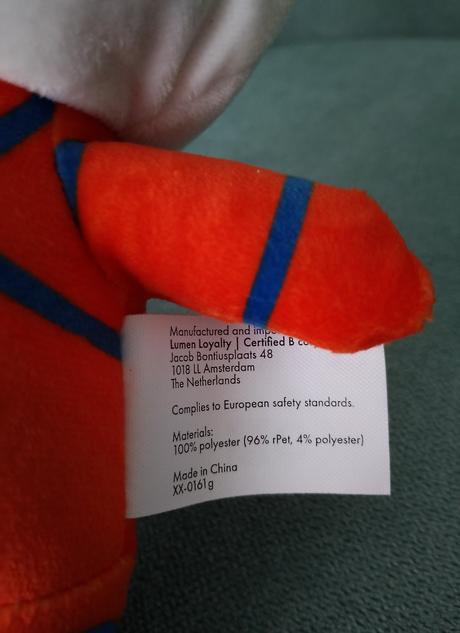 Manufactured and
Lumen Loyalty | Certified B
Jacob Bontiusplaats 48
1018 LL Amsterdam
The Netherlands
Complies to European safety standards.
Materials:
100% polyester (96% rPet, 4% polyester)
Made in China
XX-0161g